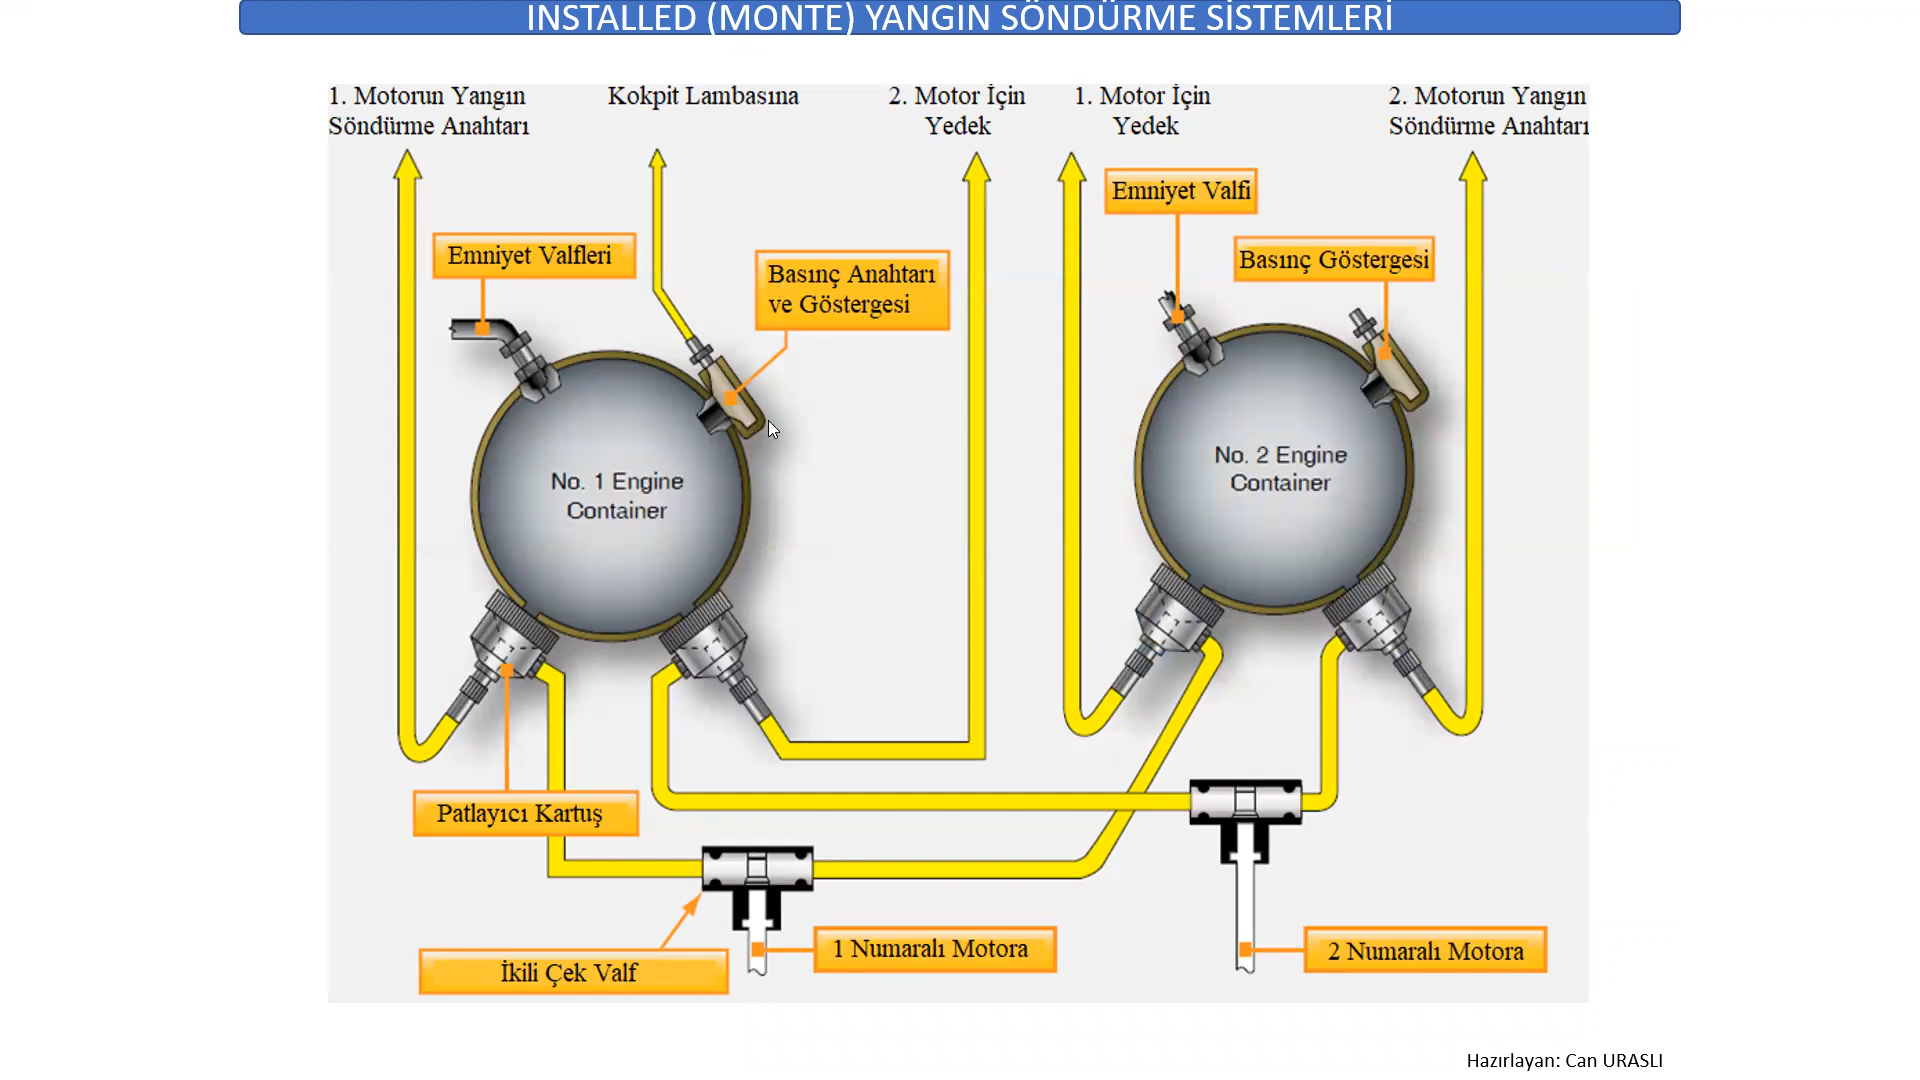 INSTALLED (MONTE) YANGIN SÖNDÜRME SİSTEMLERİ
1. Motorun Yangın
Söndürme Anahtarı
Kokpit Lambasına
2. Motor İçin
Yedek
1. Motor İçin
Yedek
2. Motorun Yangın
Söndürme Anahtarı
Emniyet Valfi
Emniyet Valfleri
Basınç Anahtarı
ve Göstergesi
Basınç Göstergesi
No. 1 Engine
Container
No. 2 Engine
Container
Patlayıcı Kartuş
1 Numaralı Motora
2 Numaralı Motora
İkili Çek Valf
Hazırlayan: Can URASLI